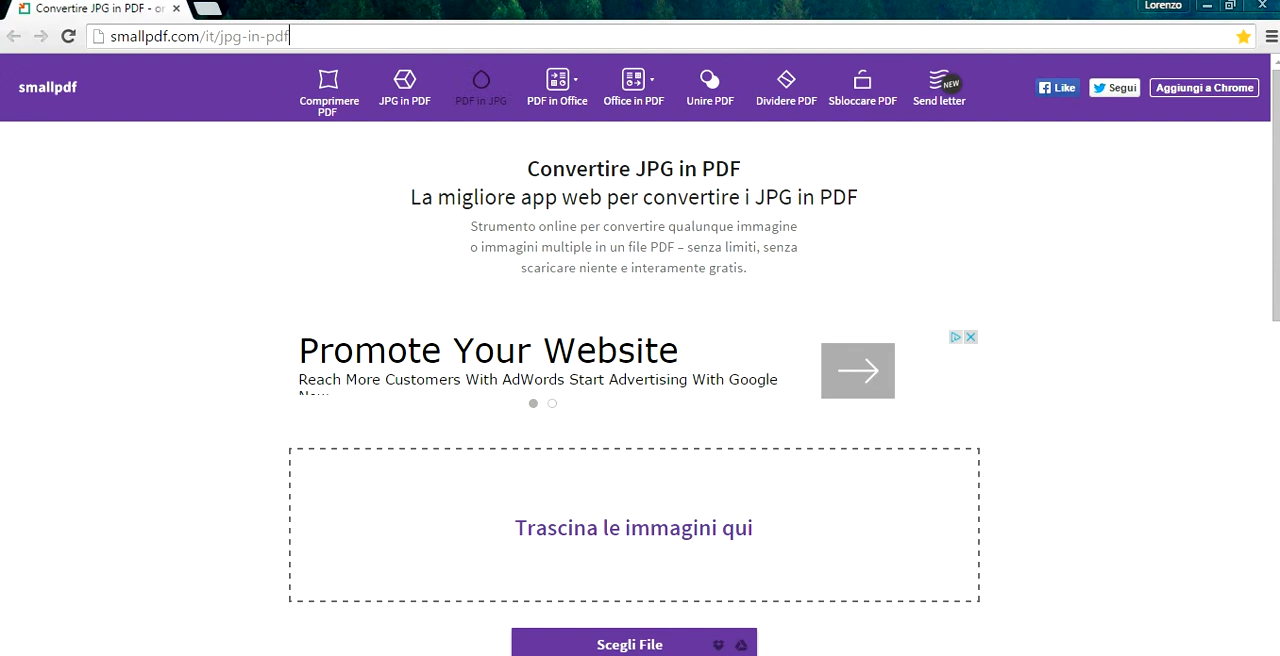 Convertire JPG in PDF - or
Lorenzo
smallpdf.com/it/jpg-in-pdf
smallpdf
Comprimere PDF
JPG in PDF
PDF in JPG
PDF in Office
Office in PDF
Unire PDF
Dividere PDF
Sbloccare PDF
NEW
Send letter
Like
Segui
Aggiungi a Chrome
Convertire JPG in PDF
La migliore app web per convertire i JPG in PDF
Strumento online per convertire qualunque immagine
o immagini multiple in un file PDF – senza limiti, senza
scaricare niente e interamente gratis.
Promote Your Website
Reach More Customers With AdWords Start Advertising With Google
Trascina le immagini qui
Scegli File